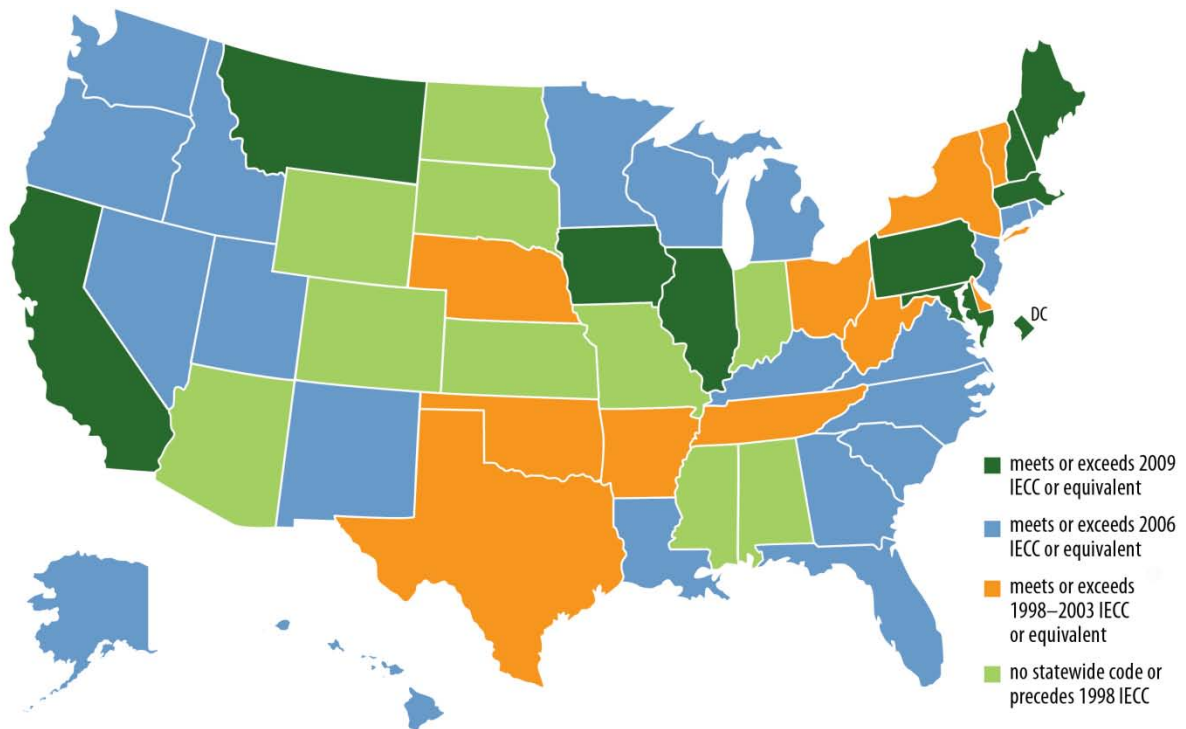 DC
meets or exceeds 2009
IECC or equivalent
meets or exceeds 2006
IECC or equivalent
meets or exceeds
1998–2003 IECC
or equivalent
no statewide code or
precedes 1998 IECC